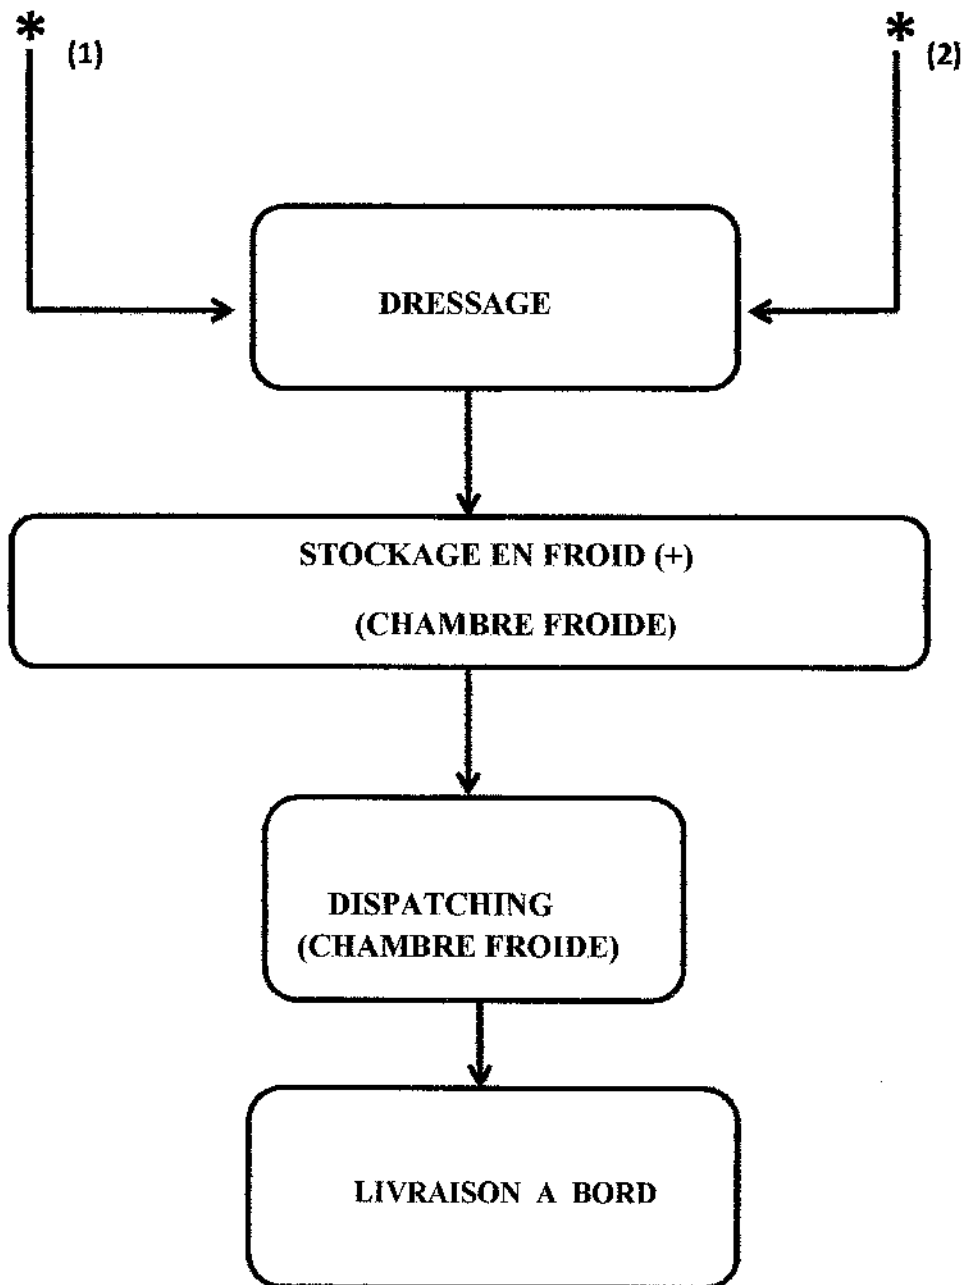 * (1)
* (2)
DRESSAGE
STOCKAGE EN FROID (+)
(CHAMBRE FROIDE)
DISPATCHING
(CHAMBRE FROIDE)
LIVRAISON A BORD